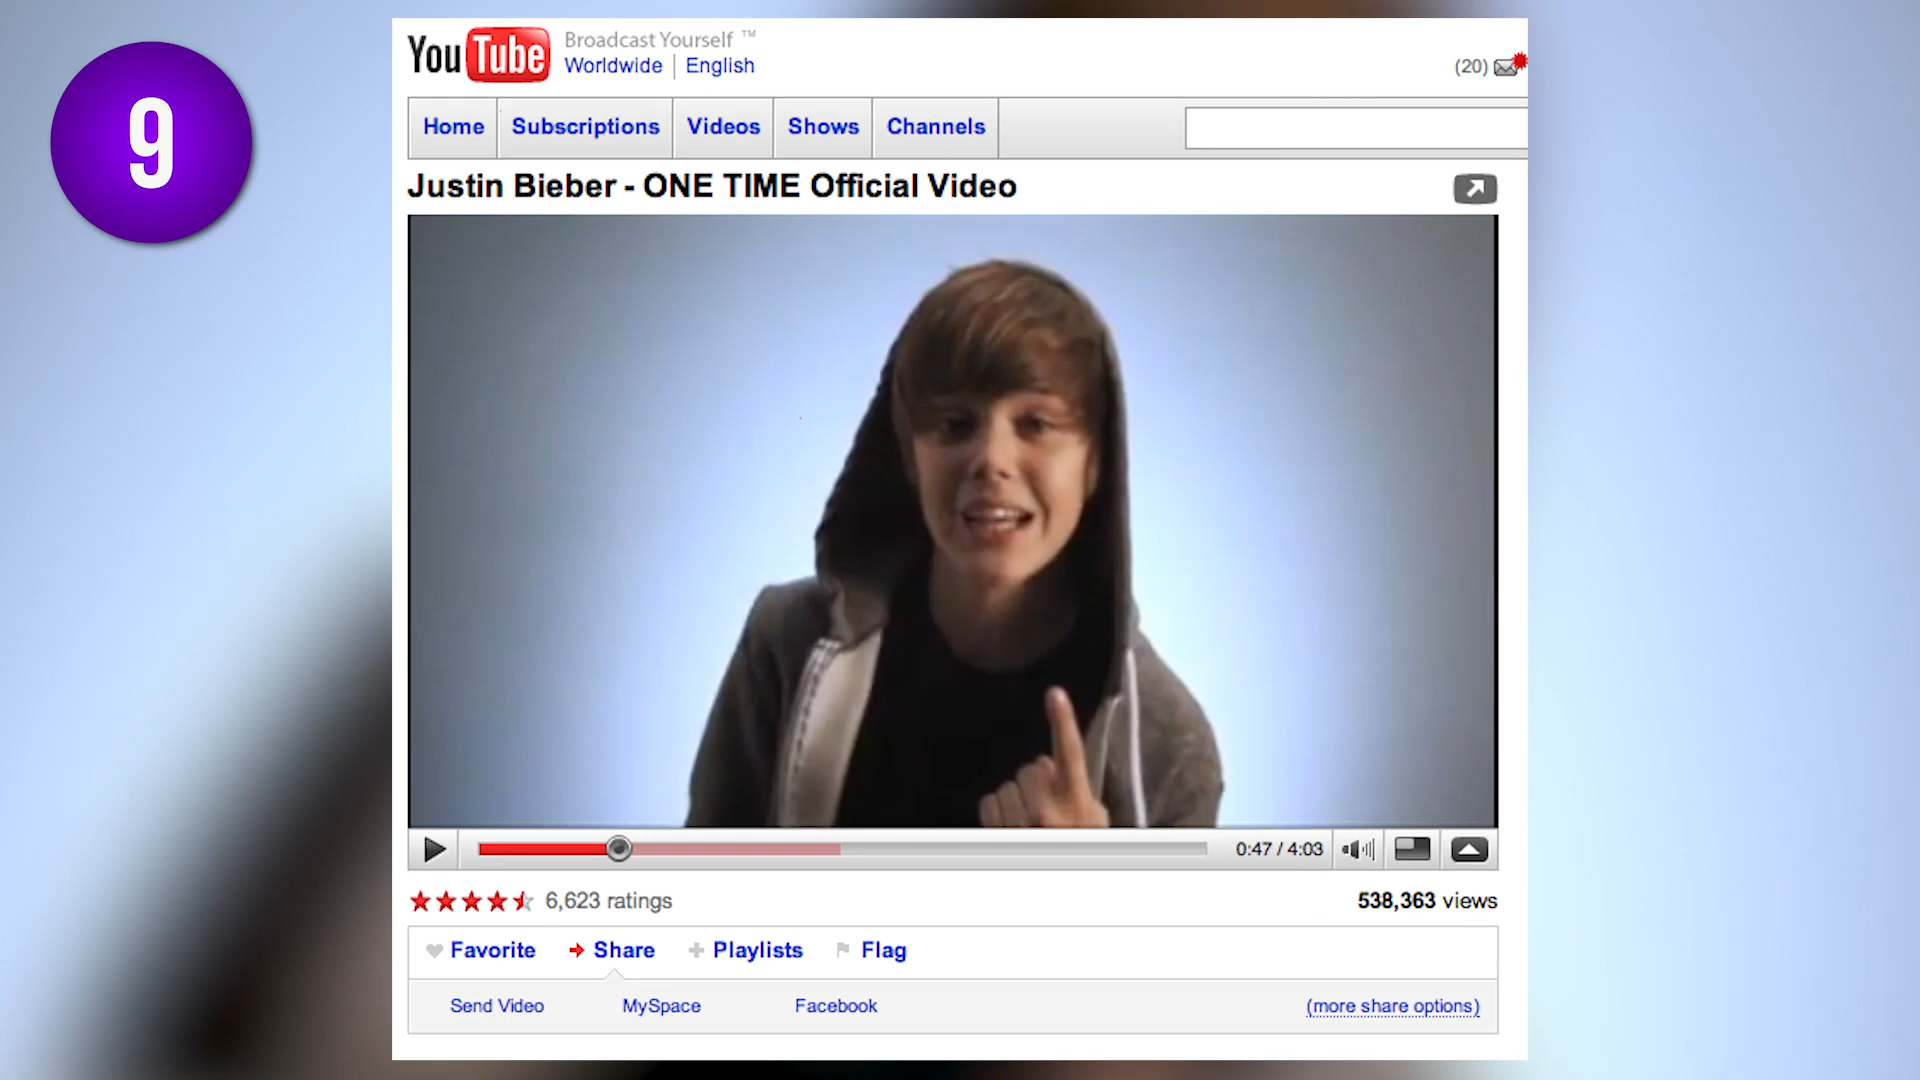 9
YouTube Broadcast Yourself ™
Worldwide | English
(20)
Home Subscriptions Videos Shows Channels
Justin Bieber - ONE TIME Official Video
0:47 / 4:03
6,623 ratings 538,363 views
Favorite Share Playlists Flag
Send Video MySpace Facebook (more share options)